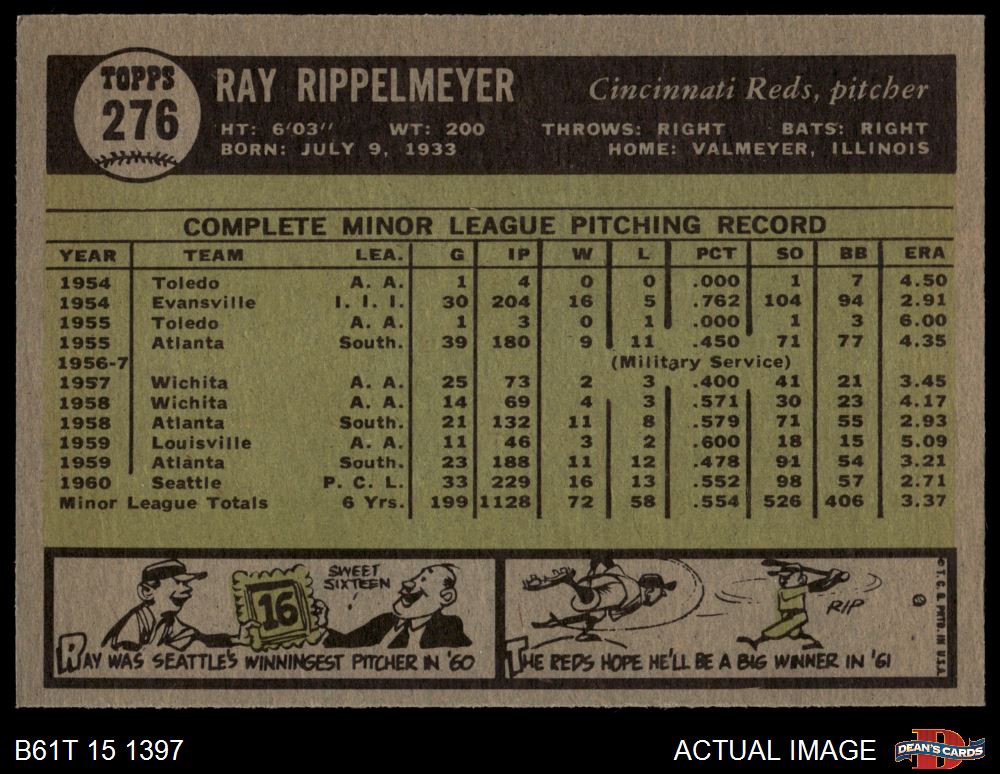 TOPPS
276
RAY RIPPELMEYER
Cincinnati Reds, pitcher
HT: 6'03" WT: 200 THROWS: RIGHT BATS: RIGHT
BORN: JULY 9, 1933 HOME: VALMEYER, ILLINOIS
COMPLETE MINOR LEAGUE PITCHING RECORD
YEAR TEAM LEA. G IP W L PCT SO BB ERA
1954 Toledo A. A. 1 4 0 0 .000 1 7 4.50
1954 Evansville I. I. I. 30 204 16 5 .762 104 94 2.91
1955 Toledo A. A. 1 3 0 1 .000 1 3 6.00
1955 Atlanta South. 39 180 9 11 .450 71 77 4.35
1956-7 (Military Service)
1957 Wichita A. A. 25 73 2 3 .400 41 21 3.45
1958 Wichita A. A. 14 69 4 3 .571 30 23 4.17
1958 Atlanta South. 21 132 11 8 .579 71 55 2.93
1959 Louisville A. A. 11 46 3 2 .600 18 15 5.09
1959 Atlanta South. 23 188 11 12 .478 91 54 3.21
1960 Seattle P. C. L. 33 229 16 13 .552 98 57 2.71
Minor League Totals 6 Yrs. 199 1128 72 58 .554 526 406 3.37
SWEET
SIXTEEN
16
RAY WAS SEATTLE'S WINNINGEST PITCHER IN '60
RIP
THE REDS HOPE HE'LL BE A BIG WINNER IN '61
© T. C. G. PRTD. IN U.S.A.
B61T 15 1397
ACTUAL IMAGE
DEAN'S CARDS